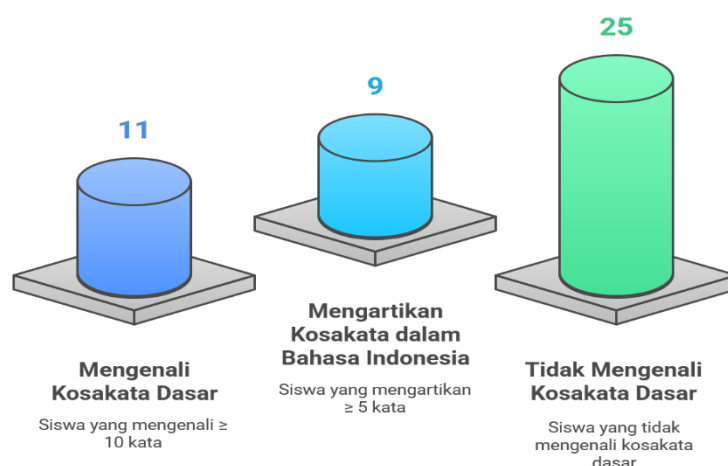 11
Mengenali
Kosakata Dasar
Siswa yang mengenali ≥
10 kata
9
Mengartikan
Kosakata dalam
Bahasa Indonesia
Siswa yang mengartikan
≥ 5 kata
25
Tidak Mengenali
Kosakata Dasar
Siswa yang tidak
mengenali kosakata
dasar